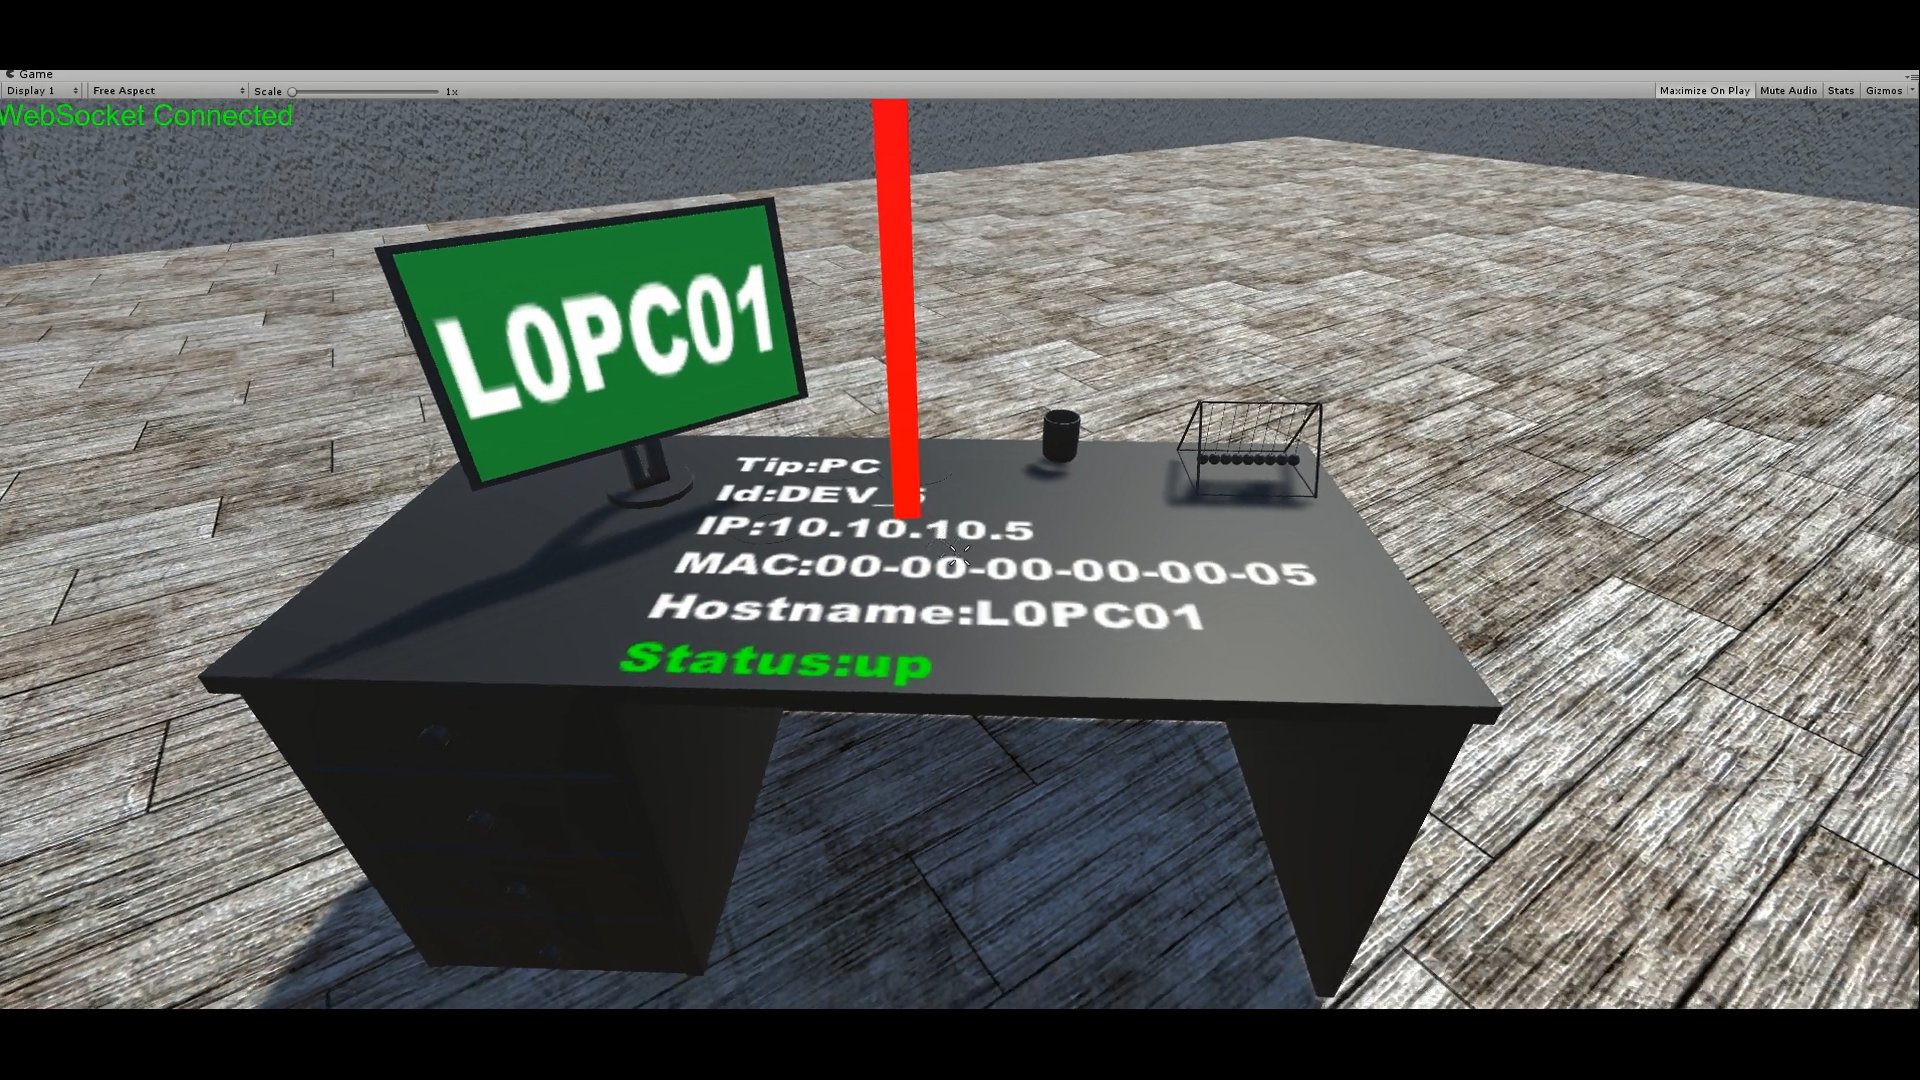 Game
Display 1
Free Aspect
Scale
1x
Maximize On Play
Mute Audio
Stats
Gizmos
WebSocket Connected
L0PC01
Tip:PC
IP:10.10.10.5
MAC:00-00-00-00-00-05
Hostname:L0PC01
Status:up